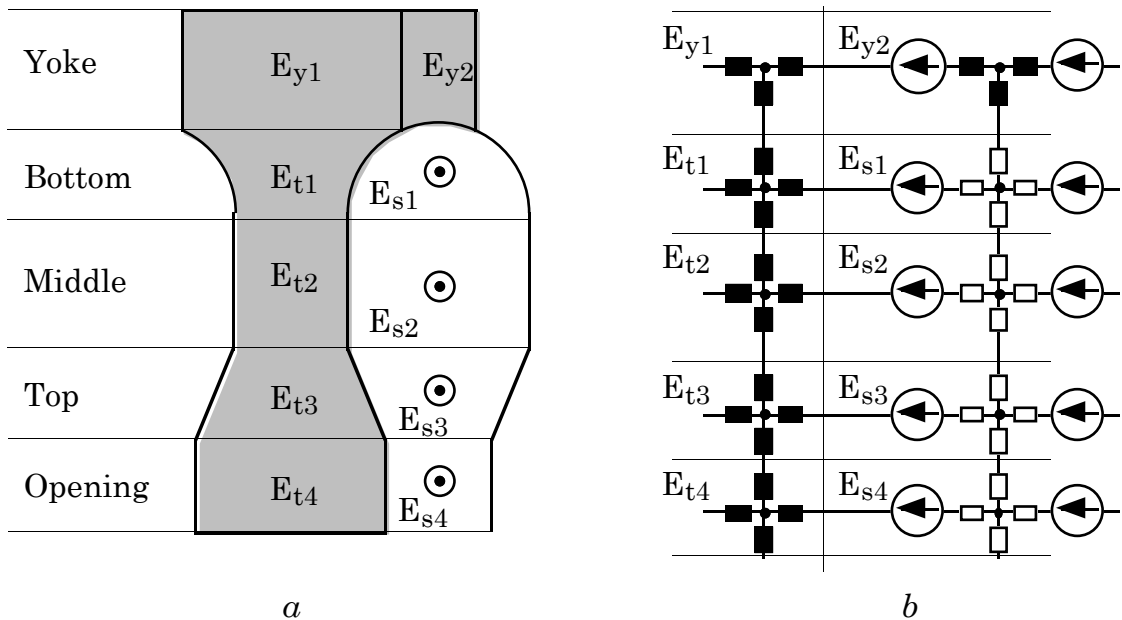 Yoke
E_y1
E_y2
Bottom
E_t1
E_s1
Middle
E_t2
E_s2
Top
E_t3
E_s3
Opening
E_t4
E_s4
a
E_y1
E_y2
E_t1
E_s1
E_t2
E_s2
E_t3
E_s3
E_t4
E_s4
b